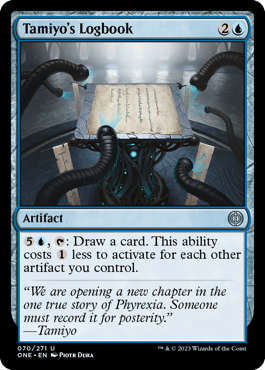 Tamiyo's Logbook 2
Artifact
5, : Draw a card. This ability
costs 1 less to activate for each other
artifact you control.
“We are opening a new chapter in the
one true story of Phyrexia. Someone
must record it for posterity.”
—Tamiyo
070/271 U
ONE • EN Piotr Dura
™ & © 2023 Wizards of the Coast